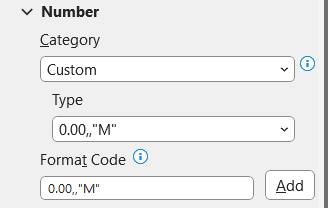 Number
Category
Custom
Type
0.00,,"M"
Format Code
0.00,,"M"
Add